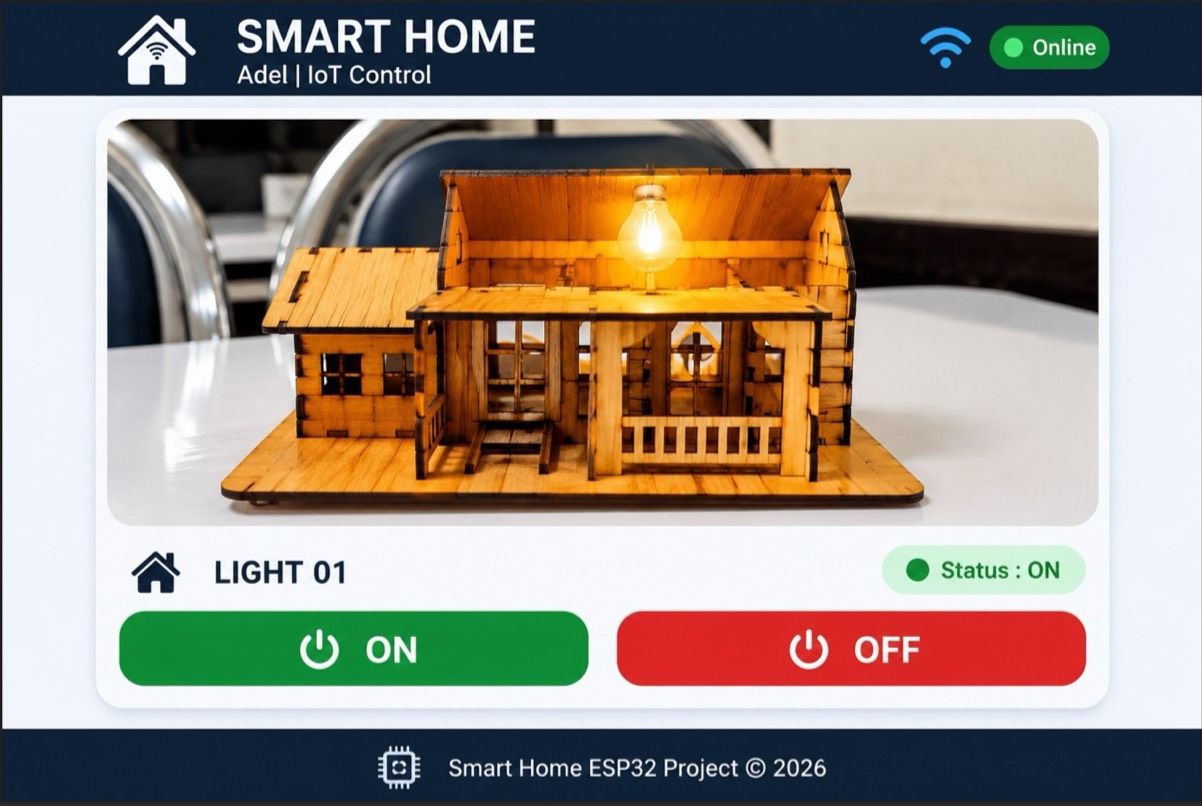 SMART HOME
Adel | IoT Control
Online
LIGHT 01
Status : ON
ON
OFF
Smart Home ESP32 Project © 2026